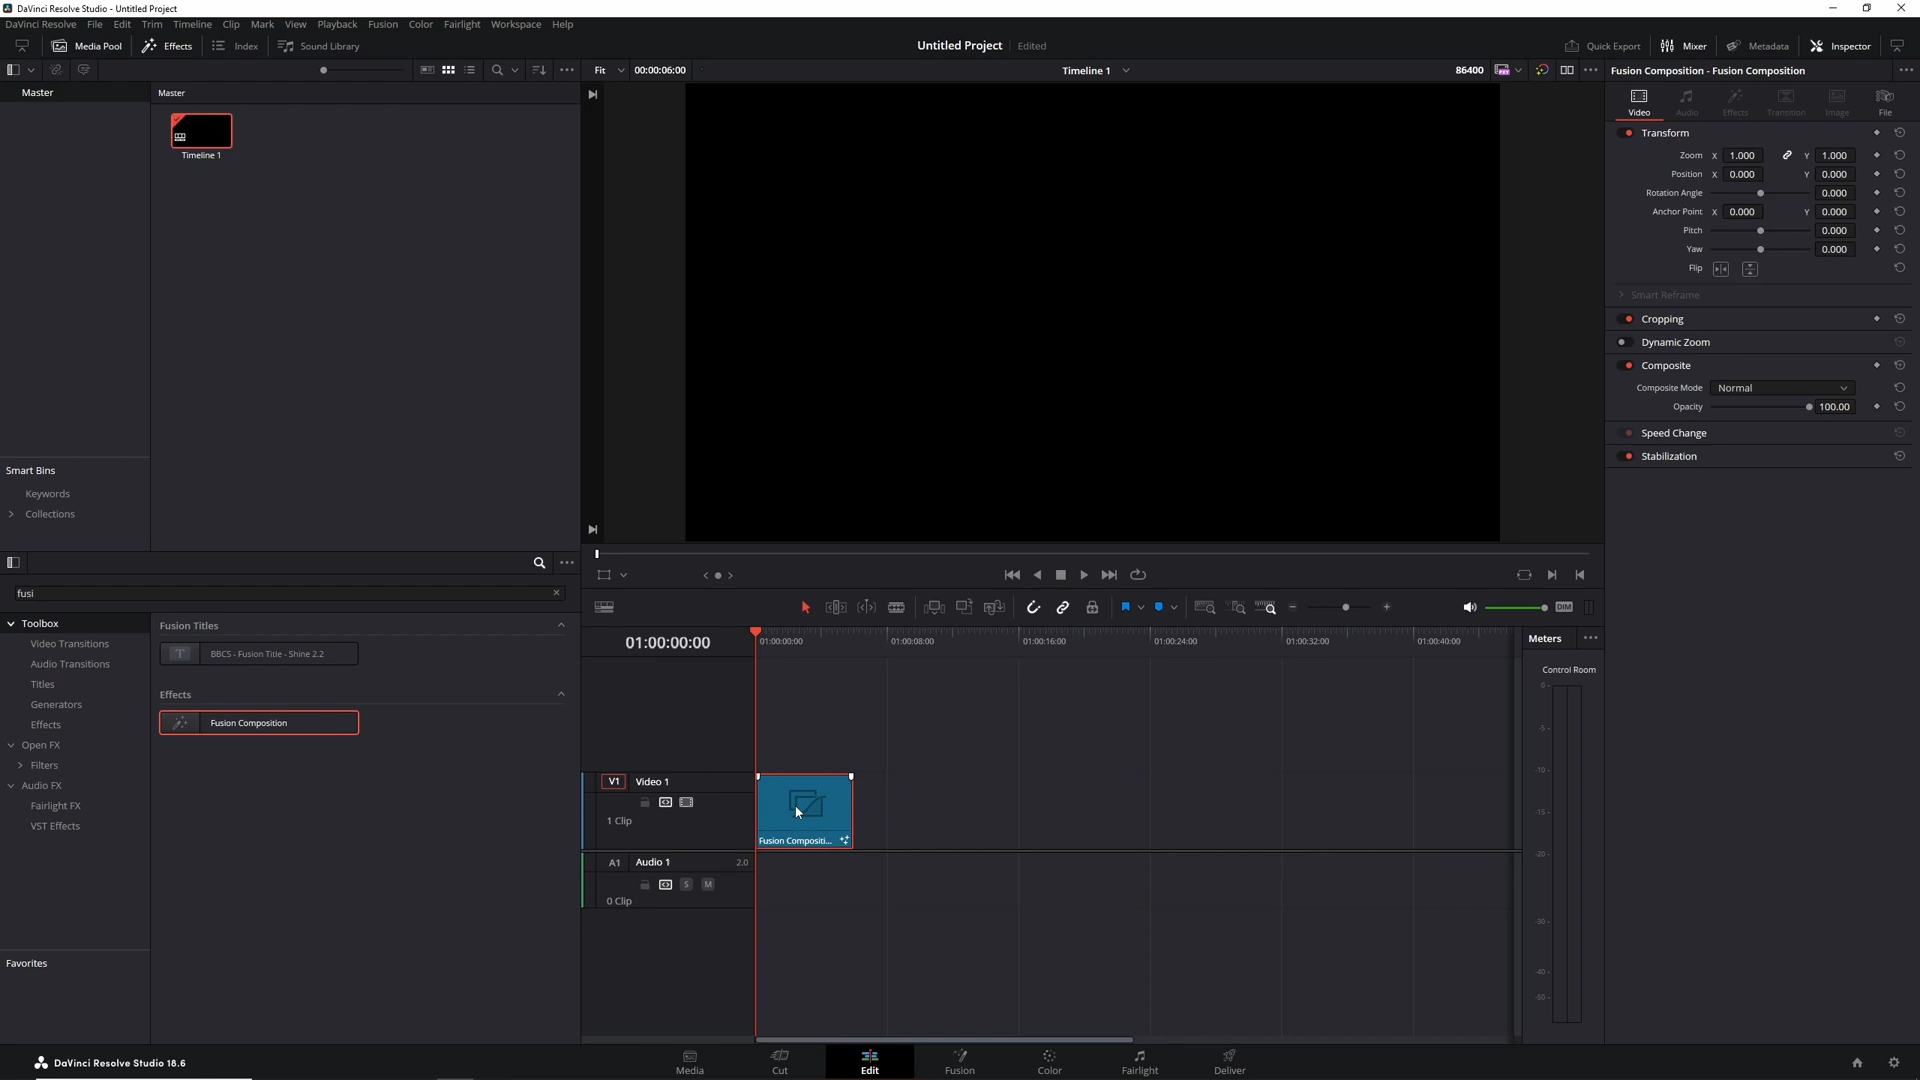 DaVinci Resolve Studio - Untitled Project
DaVinci Resolve File Edit Trim Timeline Clip Mark View Playback Fusion Color Fairlight Workspace Help
Media Pool Effects Index Sound Library Untitled Project Edited Quick Export Mixer Metadata Inspector
Fit 00:00:06:00 Timeline 1 86400 Fusion Composition - Fusion Composition
Master Master
Timeline 1
Video Audio Effects Transition Image File
Transform
Zoom X 1.000 Y 1.000
Position X 0.000 Y 0.000
Rotation Angle 0.000
Anchor Point X 0.000 Y 0.000
Pitch 0.000
Yaw 0.000
Flip
Smart Reframe
Cropping
Dynamic Zoom
Composite
Composite Mode Normal
Opacity 100.00
Speed Change
Stabilization
Smart Bins
Keywords
Collections
fusi
Toolbox
Video Transitions
Audio Transitions
Titles
Generators
Effects
Open FX
Filters
Audio FX
Fairlight FX
VST Effects
Favorites
Fusion Titles
T BBCS - Fusion Title - Shine 2.2
Effects
Fusion Composition
DIM
01:00:00:00 01:00:00:00 01:00:08:00 01:00:16:00 01:00:24:00 01:00:32:00 01:00:40:00
V1 Video 1
1 Clip
Fusion Compositi...
A1 Audio 1 2.0
S M
0 Clip
Meters
Control Room
0
-5
-10
-15
-20
-30
-40
-50
DaVinci Resolve Studio 18.6
Media Cut Edit Fusion Color Fairlight Deliver